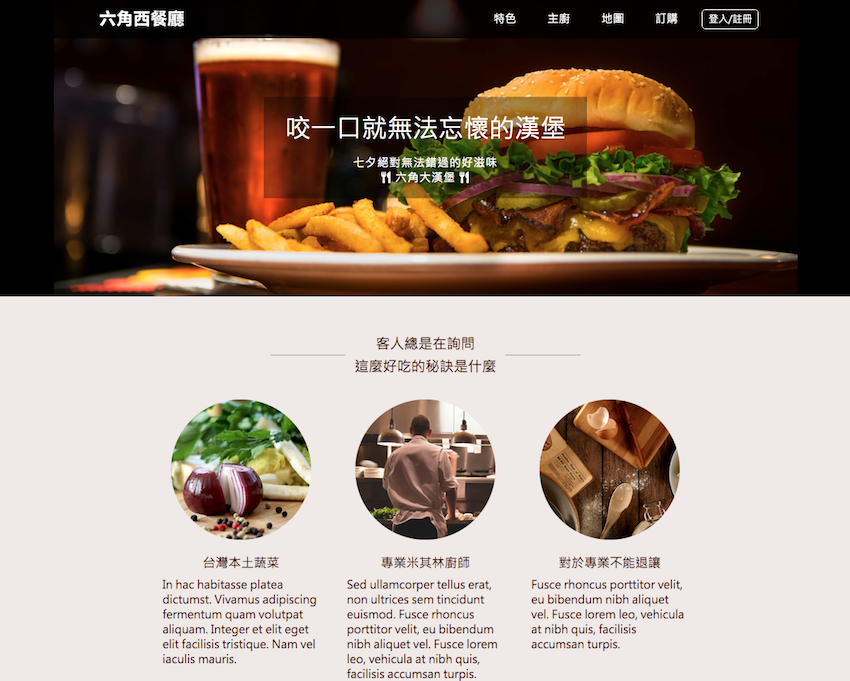 六角西餐廳
特色
主廚
地圖
訂購
登入/註冊
咬一口就無法忘懷的漢堡
七夕絕對無法錯過的好滋味
六角大漢堡
客人總是在詢問
這麼好吃的秘訣是什麼
台灣本土蔬菜
In hac habitasse platea
dictumst. Vivamus adipiscing
fermentum quam volutpat
aliquam. Integer et elit eget
elit facilisis tristique. Nam vel
iaculis mauris.
專業米其林廚師
Sed ullamcorper tellus erat,
non ultrices sem tincidunt
euismod. Fusce rhoncus
porttitor velit, eu bibendum
nibh aliquet vel. Fusce lorem
leo, vehicula at nibh quis,
facilisis accumsan turpis.
對於專業不能退讓
Fusce rhoncus porttitor velit,
eu bibendum nibh aliquet
vel. Fusce lorem leo, vehicula
at nibh quis, facilisis
accumsan turpis.